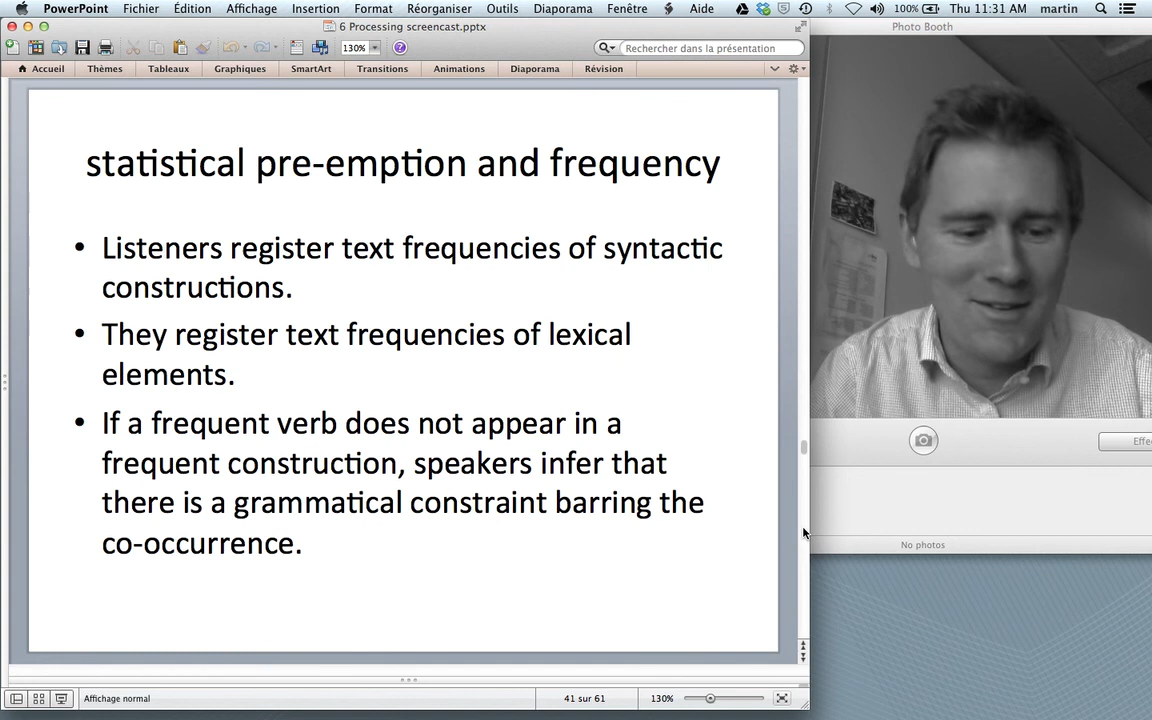 PowerPoint Fichier Édition Affichage Insertion Format Réorganiser Outils Diaporama Fenêtre Aide 100% Thu 11:31 AM martin
6 Processing screencast.pptx
Photo Booth
130% Rechercher dans la présentation
Accueil Thèmes Tableaux Graphiques SmartArt Transitions Animations Diaporama Révision
statistical pre-emption and frequency
• Listeners register text frequencies of syntactic
constructions.
• They register text frequencies of lexical
elements.
• If a frequent verb does not appear in a
frequent construction, speakers infer that
there is a grammatical constraint barring the
co-occurrence.
Effe
No photos
Affichage normal 41 sur 61 130%